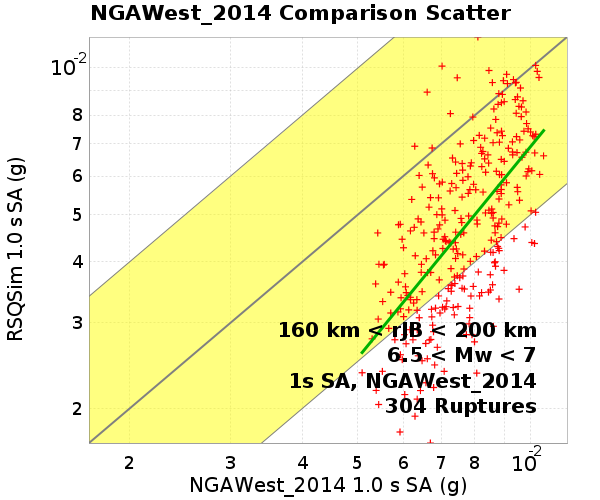 NGAWest_2014 Comparison Scatter
10-2
8
7
6
5
4
3
2
RSQSim 1.0 s SA (g)
160 km < rJB < 200 km
6.5 < Mw < 7
1s SA, NGAWest_2014
304 Ruptures
2 3 4 5 6 7 8 10-2
NGAWest_2014 1.0 s SA (g)